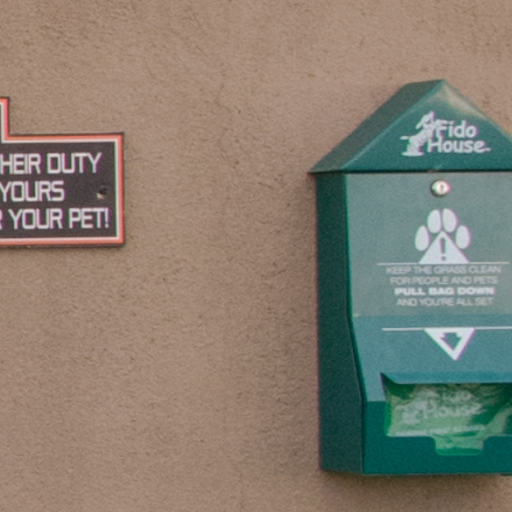 HEIR DUTY
YOURS
R YOUR PET!
Fido
House
KEEP THE GRASS CLEAN
FOR PEOPLE AND PETS
PULL BAG DOWN
AND YOU'RE ALL SET
Fido
House